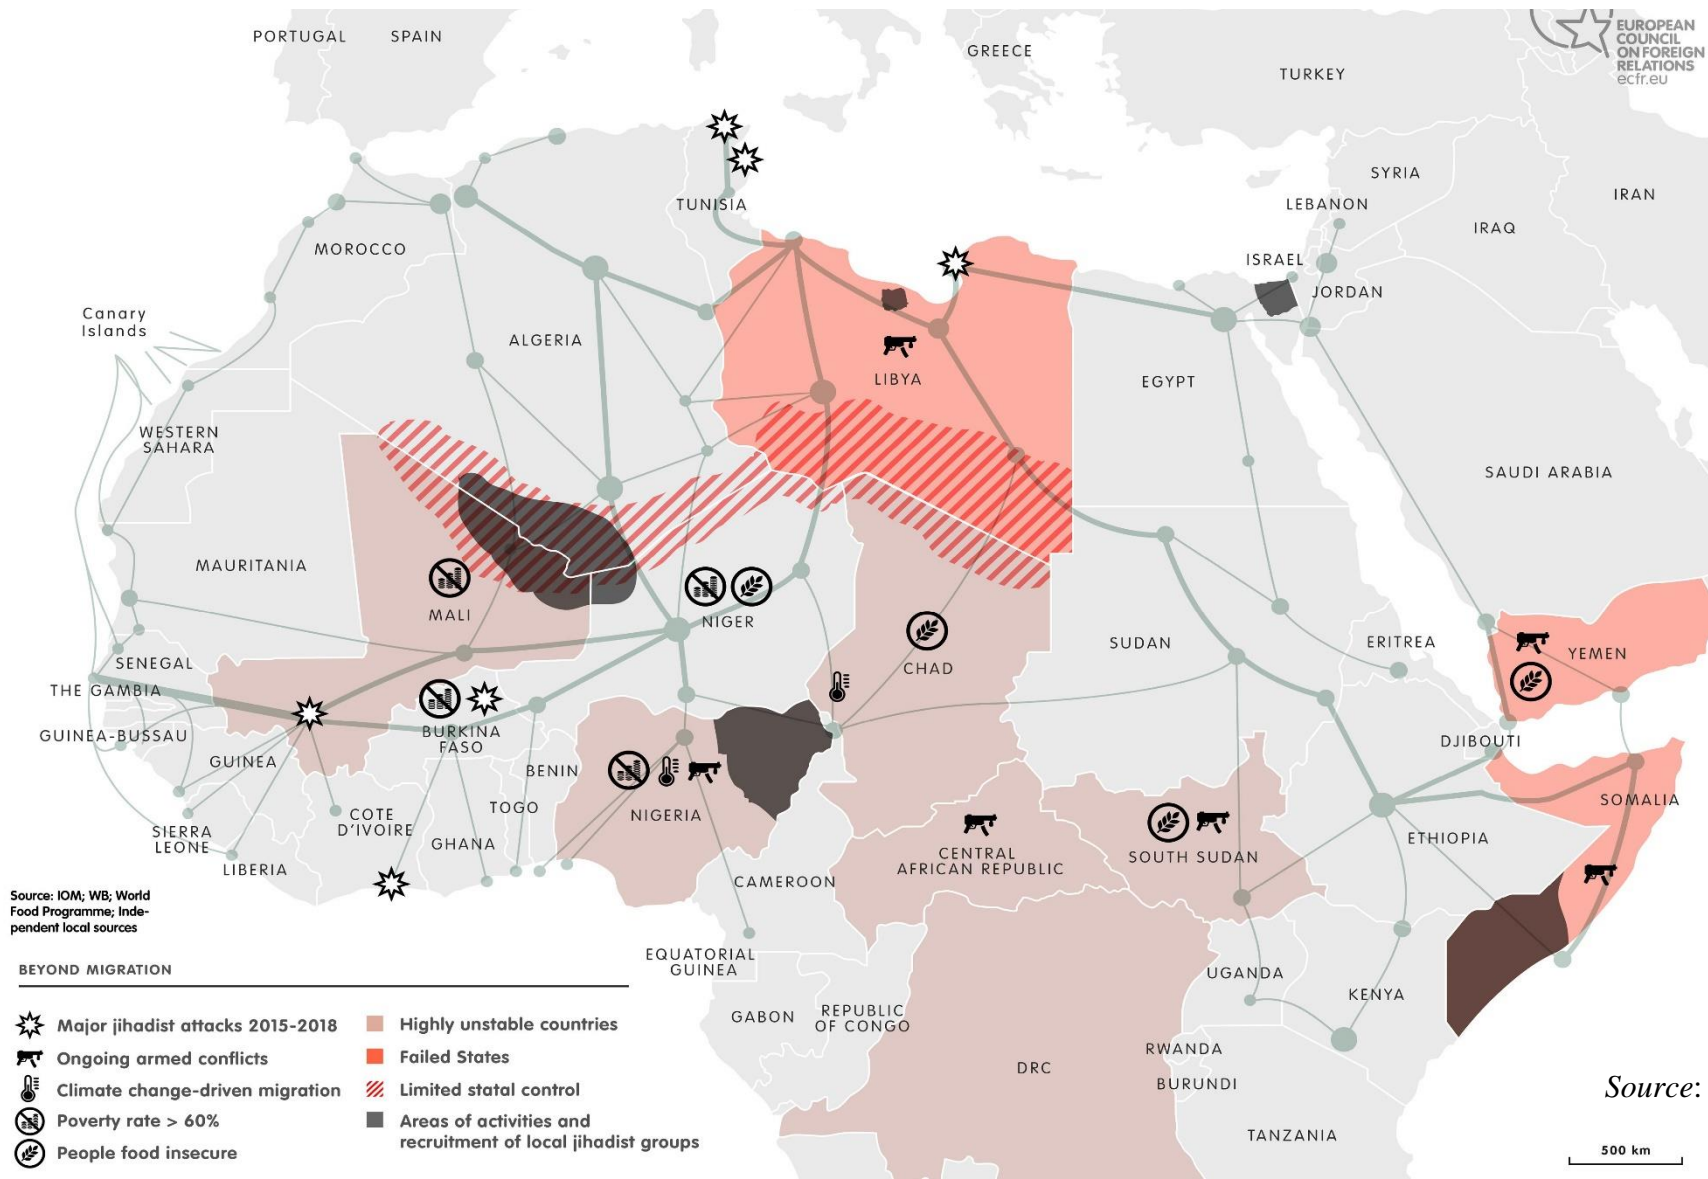 PORTUGAL
SPAIN
GREECE
TURKEY
EUROPEAN
COUNCIL
ON FOREIGN
RELATIONS
ecfr.eu
SYRIA
LEBANON
IRAN
IRAQ
ISRAEL
JORDAN
TUNISIA
MOROCCO
Canary
Islands
ALGERIA
LIBYA
EGYPT
WESTERN
SAHARA
SAUDI ARABIA
MAURITANIA
MALI
NIGER
CHAD
SUDAN
ERITREA
YEMEN
SENEGAL
THE GAMBIA
GUINEA-BUSSAU
GUINEA
BURKINA
FASO
BENIN
TOGO
NIGERIA
DJIBOUTI
SOMALIA
ETHIOPIA
SIERRA
LEONE
LIBERIA
COTE
D'IVOIRE
GHANA
CAMEROON
CENTRAL
AFRICAN REPUBLIC
SOUTH SUDAN
EQUATORIAL
GUINEA
GABON
REPUBLIC
OF CONGO
DRC
UGANDA
KENYA
RWANDA
BURUNDI
TANZANIA
Source: IOM; WB; World
Food Programme; Inde-
pendent local sources
BEYOND MIGRATION
Major jihadist attacks 2015-2018
Ongoing armed conflicts
Climate change-driven migration
Poverty rate > 60%
People food insecure
Highly unstable countries
Failed States
Limited statal control
Areas of activities and
recruitment of local jihadist groups
Source:
500 km